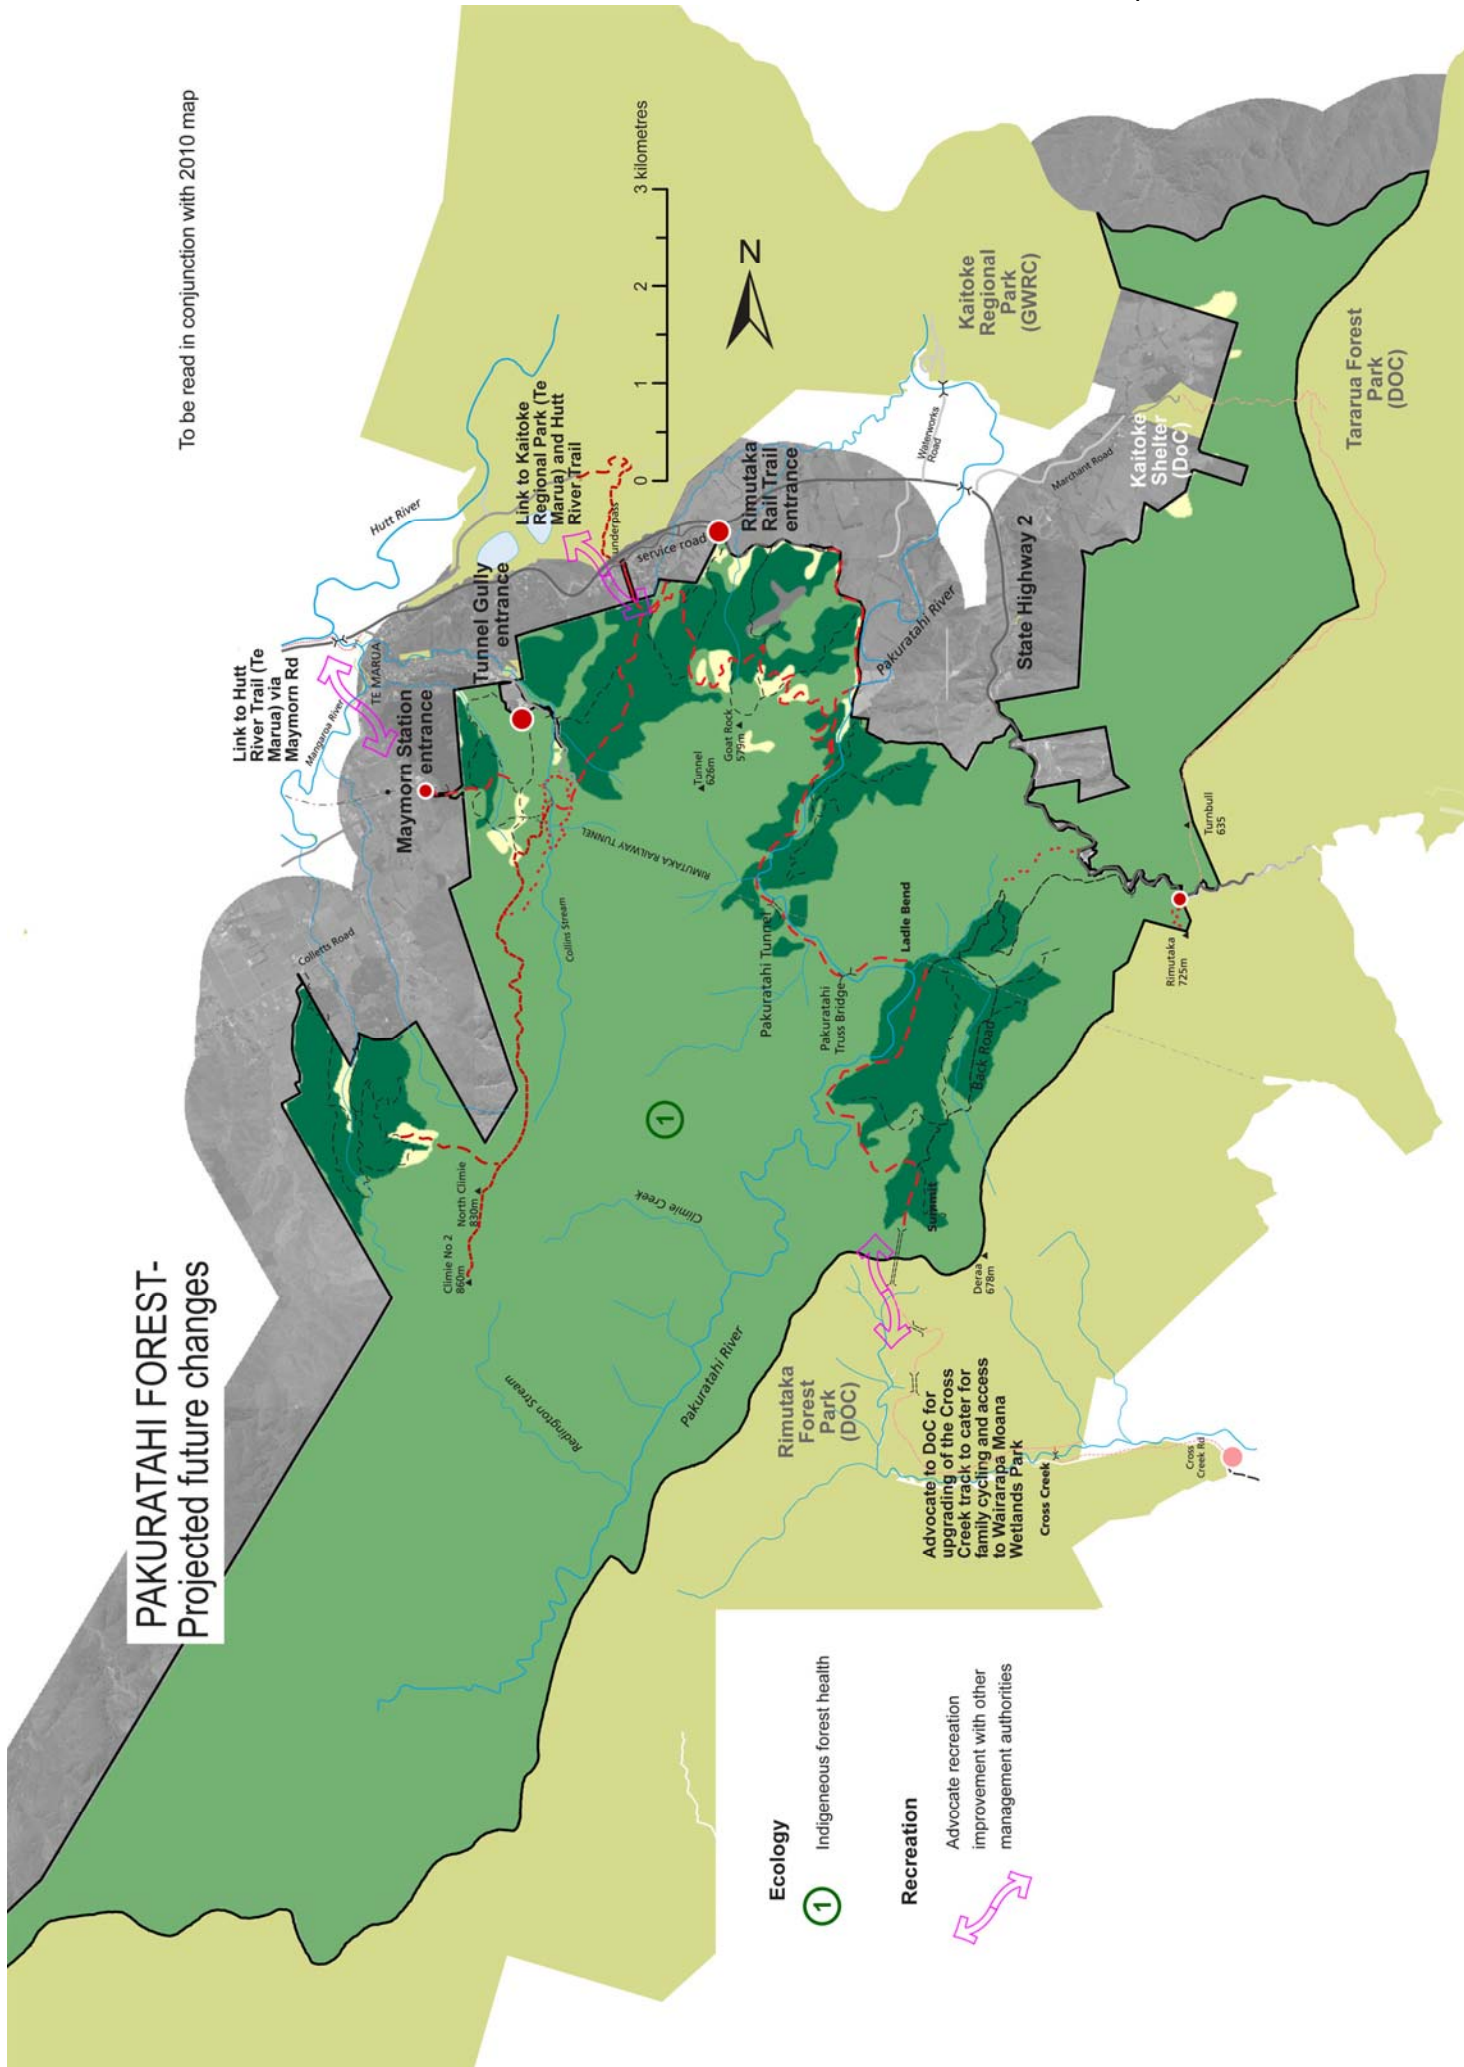 PAKURATAHI FOREST-
Projected future changes
To be read in conjunction with 2010 map
Link to Hutt
River Trail (Te
Marua) via
Maymorn Rd
Mangaroa River
TE MARUA
Hutt River
Maymorn Station
entrance
Tunnel Gully
entrance
Link to Kaitoke
Regional Park (Te
Marua) and Hutt
River Trail
underpass
service road
Rimutaka
Rail Trail
entrance
0
1
2
3 kilometres
N
Colletts Road
Collins Stream
RIMUTAKA RAILWAY TUNNEL
Tunnel
626m
Goat Rock
579m
Waterworks
Road
Kaitoke
Regional
Park
(GWRC)
Marchant Road
Kaitoke
Shelter
(DoC)
Tararua Forest
Park
(DOC)
Pakuratahi River
State Highway 2
Pakuratahi Tunnel
Pakuratahi
Truss Bridge
Ladle Bend
Back Road
Turnbull
635
Rimutaka
725m
Climie No 2
860m
North Climie
830m
1
Climie Creek
Redington Stream
Pakuratahi River
Summit
Deraa
678m
Rimutaka
Forest
Park
(DOC)
Advocate to DoC for
upgrading of the Cross
Creek track to cater for
family cycling and access
to Wairarapa Moana
Wetlands Park
Cross Creek
Cross
Creek Rd
Ecology
1
Indigeneous forest health
Recreation
Advocate recreation
improvement with other
management authorities